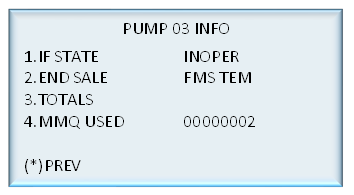 PUMP 03 INFO
1.IF STATE INOPER
2.END SALE FMS TEM
3.TOTALS
4.MMQ USED 00000002
(*)PREV